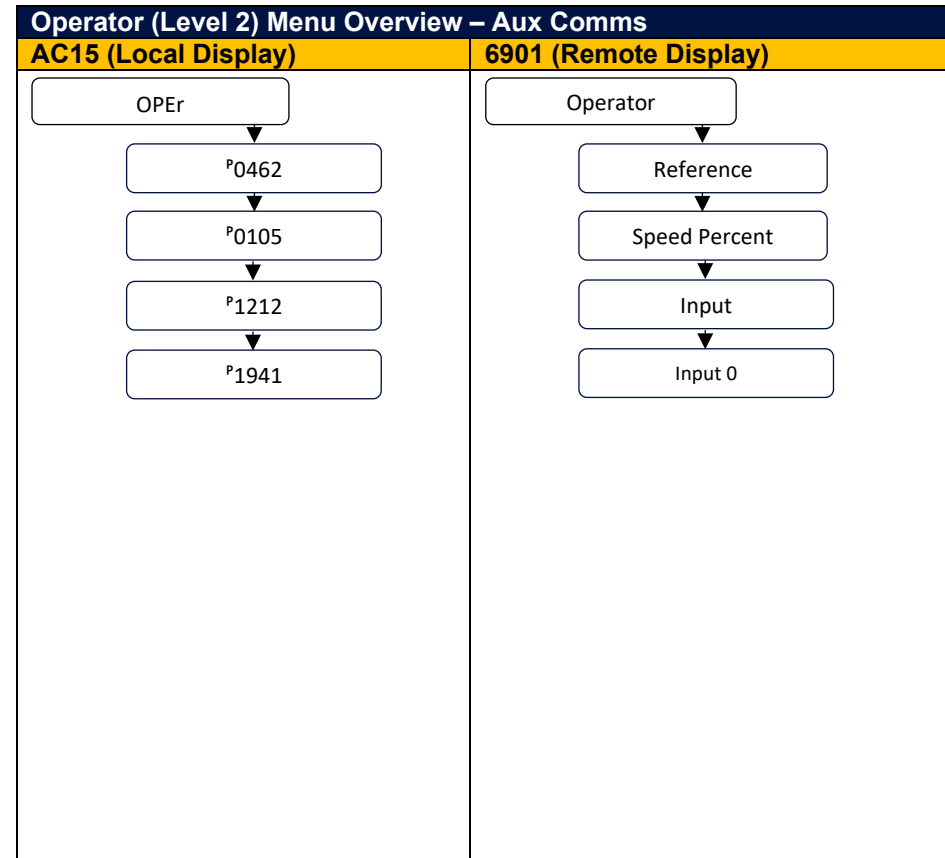 Operator (Level 2) Menu Overview – Aux Comms
AC15 (Local Display)
6901 (Remote Display)
OPEr
ᴾ0462
ᴾ0105
ᴾ1212
ᴾ1941
Operator
Reference
Speed Percent
Input
Input 0